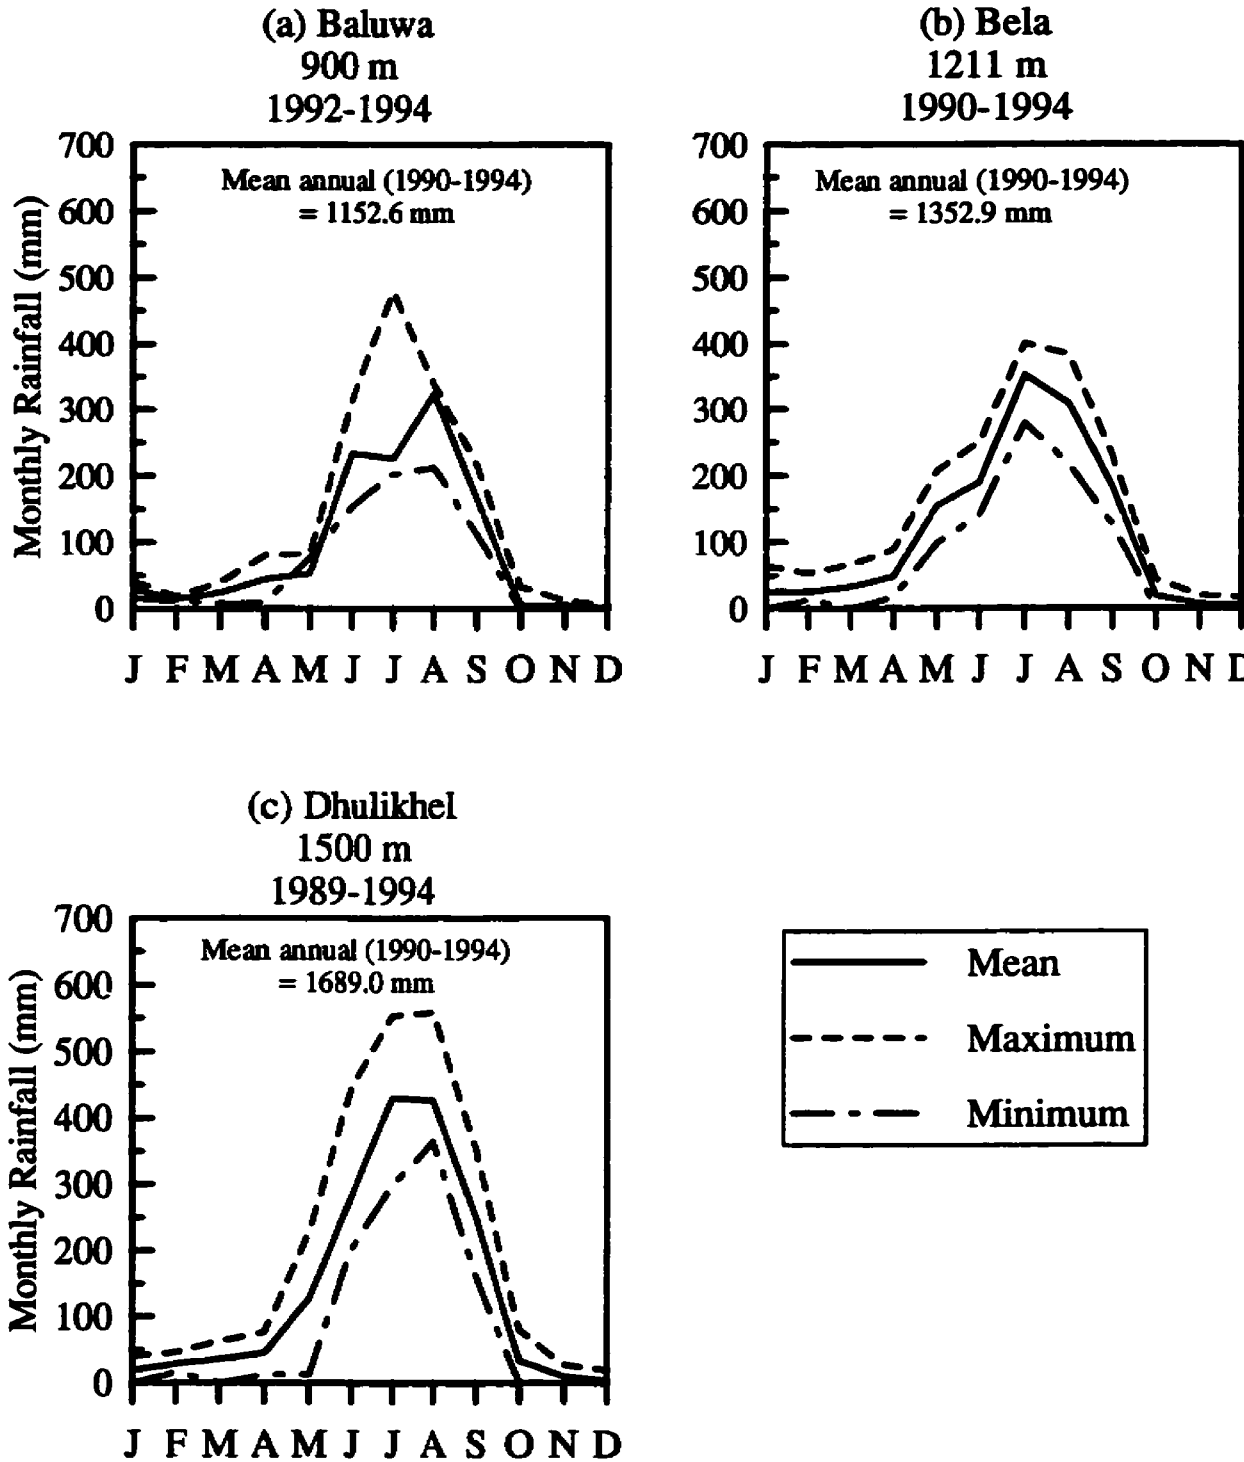 (a) Baluwa
900 m
1992-1994
700
600
500
400
300
200
100
0
Monthly Rainfall (mm)
Mean annual (1990-1994)
= 1152.6 mm
J F M A M J J A S O N D
(b) Bela
1211 m
1990-1994
700
600
500
400
300
200
100
0
Mean annual (1990-1994)
= 1352.9 mm
J F M A M J J A S O N D
(c) Dhulikhel
1500 m
1989-1994
700
600
500
400
300
200
100
0
Monthly Rainfall (mm)
Mean annual (1990-1994)
= 1689.0 mm
J F M A M J J A S O N D
Mean
Maximum
Minimum